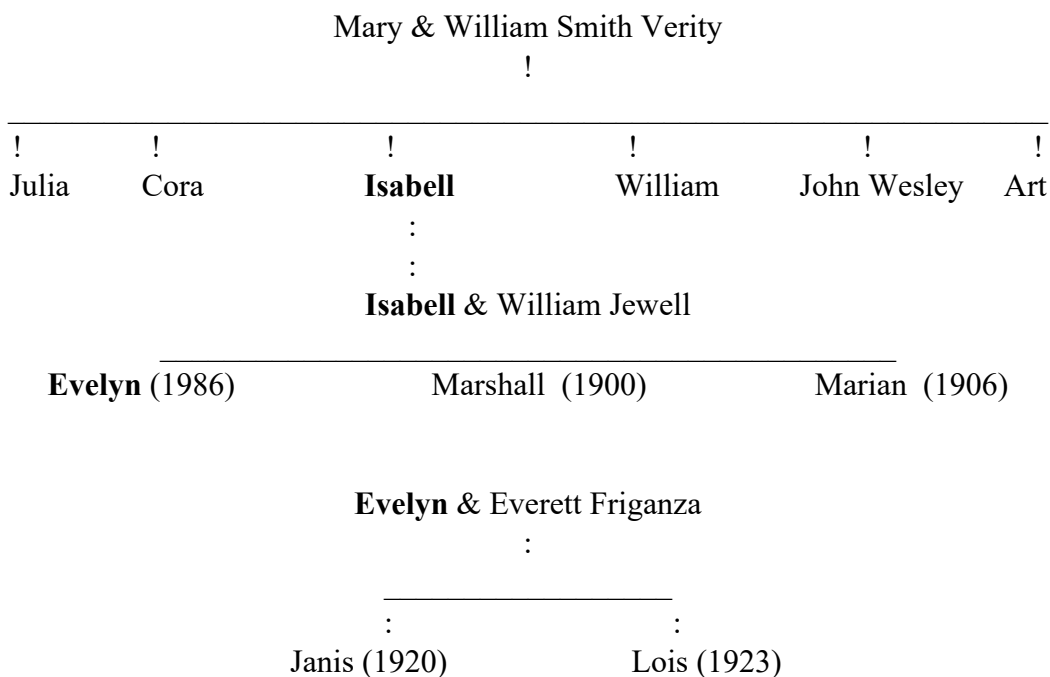 Mary & William Smith Verity
!
! ! ! ! ! !
Julia Cora Isabell William John Wesley Art
:
:
Isabell & William Jewell
Evelyn (1986) Marshall (1900) Marian (1906)
Evelyn & Everett Friganza
:
: :
Janis (1920) Lois (1923)